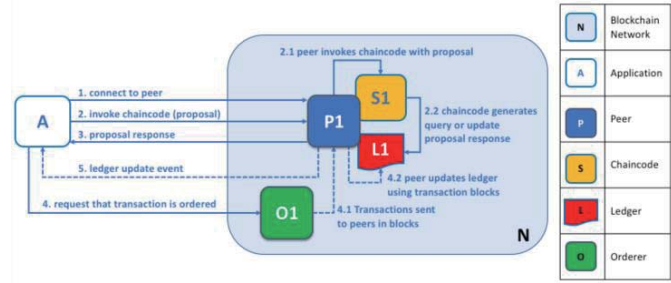 2.1 peer invokes chaincode with proposal
1. connect to peer
2. invoke chaincode (proposal)
3. proposal response
A
P1
S1
2.2 chaincode generates
query or update
proposal response
L1
5. ledger update event
4.2 peer updates ledger
using transaction blocks
4. request that transaction is ordered
O1
4.1 Transactions sent
to peers in blocks
N
N
Blockchain
Network
A
Application
P
Peer
S
Chaincode
L
Ledger
O
Orderer